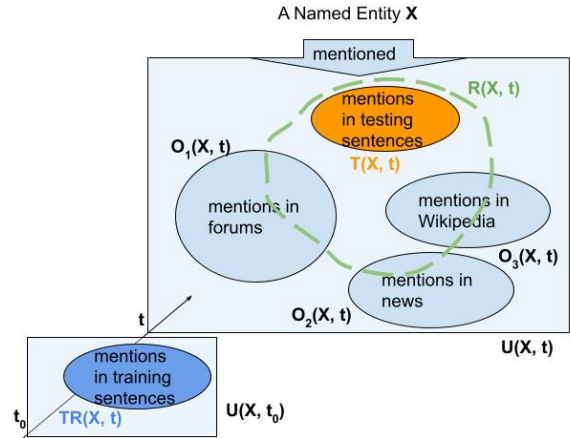 A Named Entity X
mentioned
R(X, t)
mentions
in testing
sentences
T(X, t)
O₁(X, t)
mentions in
forums
mentions in
Wikipedia
O₃(X, t)
mentions in
news
O₂(X, t)
U(X, t)
t
mentions
in training
sentences
t₀
TR(X, t)
U(X, t₀)